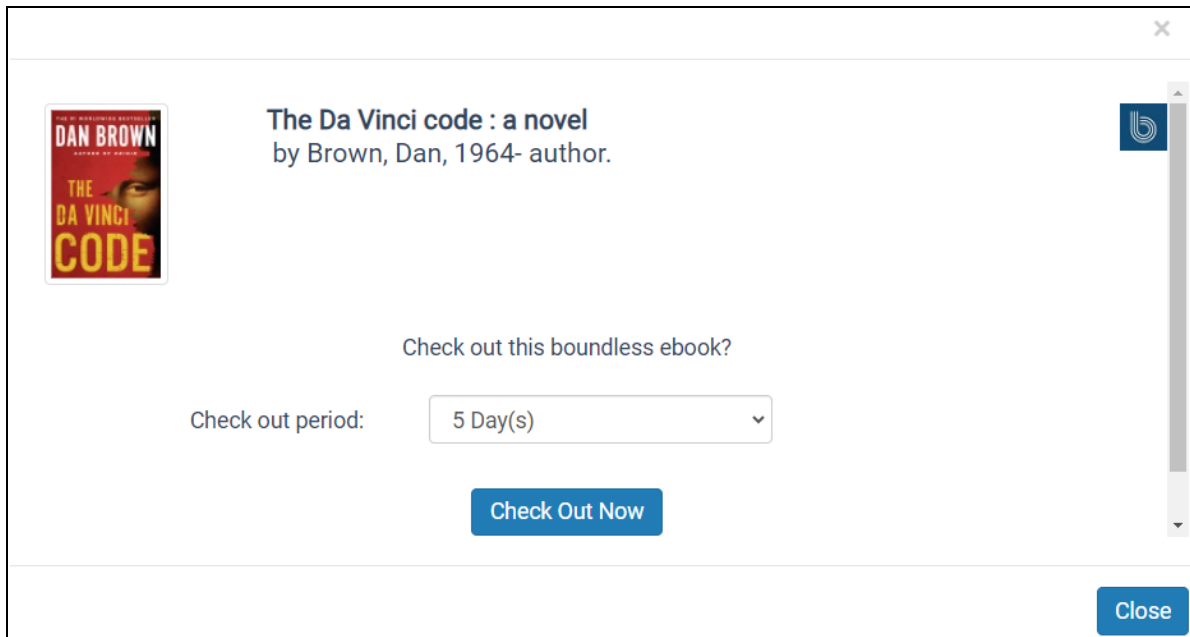 ×
THE #1 WORLDWIDE BESTSELLER
DAN BROWN
AUTHOR OF ORIGIN
THE
DA VINCI
CODE
The Da Vinci code : a novel
by Brown, Dan, 1964- author.
Check out this boundless ebook?
Check out period: 5 Day(s)
Check Out Now
Close